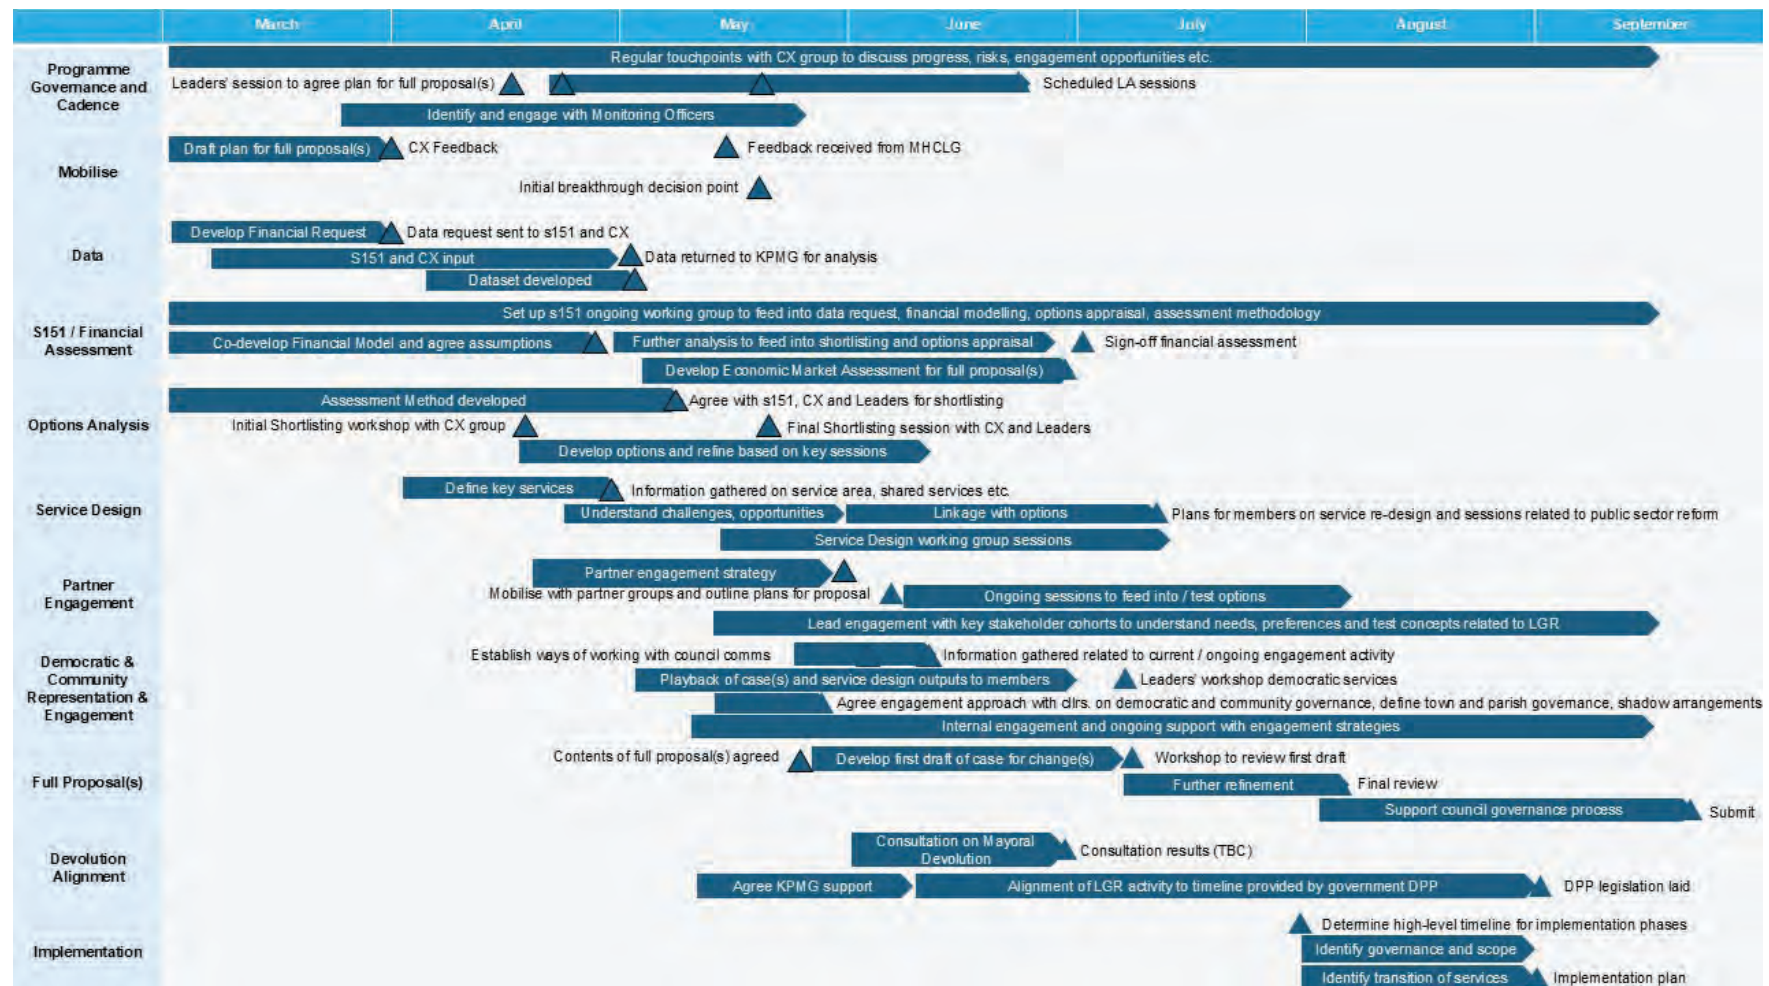 March April May June July August September
Programme
Governance and
Cadence
Regular touchpoints with CX group to discuss progress, risks, engagement opportunities etc.
Leaders' session to agree plan for full proposal(s)
Scheduled LA sessions
Identify and engage with Monitoring Officers
Mobilise
Draft plan for full proposal(s)
CX Feedback
Feedback received from MHCLG
Initial breakthrough decision point
Data
Develop Financial Request
Data request sent to s151 and CX
S151 and CX input
Data returned to KPMG for analysis
Dataset developed
S151 / Financial
Assessment
Set up s151 ongoing working group to feed into data request, financial modelling, options appraisal, assessment methodology
Co-develop Financial Model and agree assumptions
Further analysis to feed into shortlisting and options appraisal
Sign-off financial assessment
Develop Economic Market Assessment for full proposal(s)
Options Analysis
Assessment Method developed
Agree with s151, CX and Leaders for shortlisting
Initial Shortlisting workshop with CX group
Final Shortlisting session with CX and Leaders
Develop options and refine based on key sessions
Service Design
Define key services
Information gathered on service area, shared services etc.
Understand challenges, opportunities
Linkage with options
Plans for members on service re-design and sessions related to public sector reform
Service Design working group sessions
Partner
Engagement
Partner engagement strategy
Mobilise with partner groups and outline plans for proposal
Ongoing sessions to feed into / test options
Lead engagement with key stakeholder cohorts to understand needs, preferences and test concepts related to LGR
Democratic &
Community
Representation &
Engagement
Establish ways of working with council comms
Information gathered related to current / ongoing engagement activity
Playback of case(s) and service design outputs to members
Leaders' workshop democratic services
Agree engagement approach with cllrs. on democratic and community governance, define town and parish governance, shadow arrangements
Internal engagement and ongoing support with engagement strategies
Full Proposal(s)
Contents of full proposal(s) agreed
Develop first draft of case for change(s)
Workshop to review first draft
Further refinement
Final review
Support council governance process
Submit
Devolution
Alignment
Consultation on Mayoral
Devolution
Consultation results (TBC)
Agree KPMG support
Alignment of LGR activity to timeline provided by government DPP
DPP legislation laid
Implementation
Determine high-level timeline for implementation phases
Identify governance and scope
Identify transition of services
Implementation plan